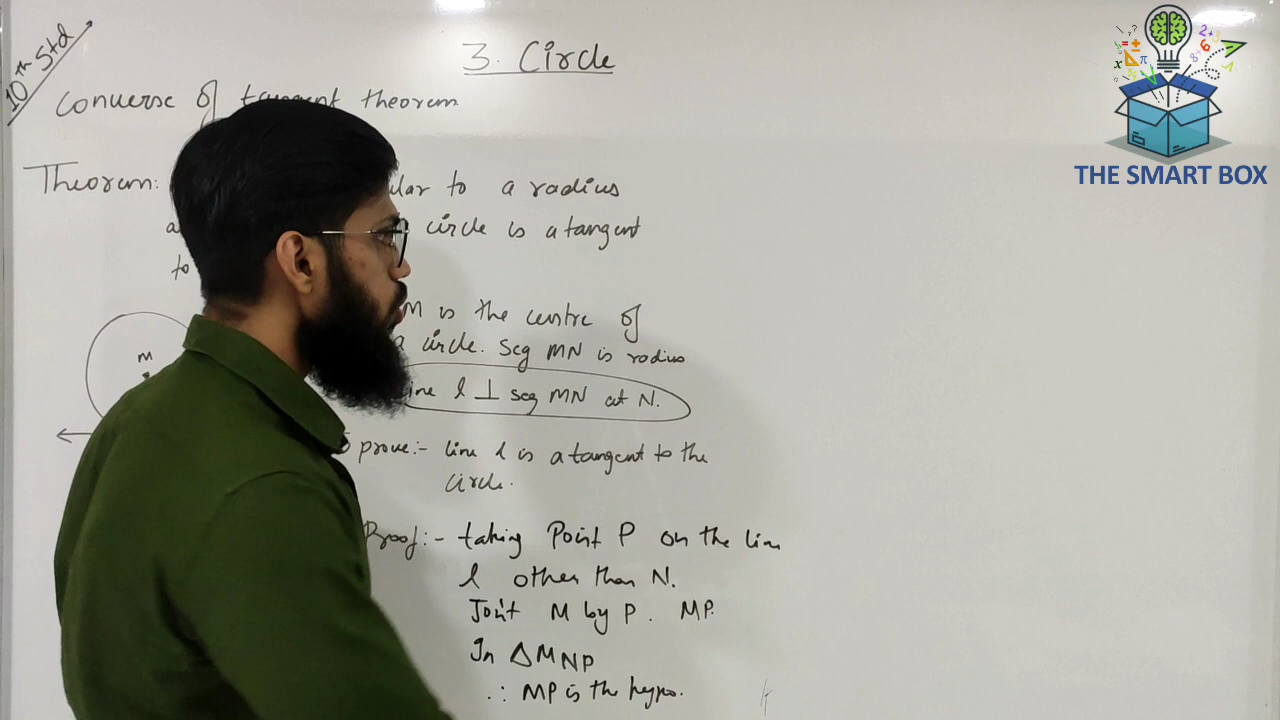 10th Std
3. Circle
Converse of tangent theorem
Theorem: to a radius
circle is a tangent
to
M is the centre of
a circle. Seg MN is radius
line l ⊥ seg MN at N.
M
prove:- line l is a tangent to the
circle.
Proof:- taking Point P on the line
l other than N.
Joint M by P. MP.
In △MNP
∴ MP is the hypo.
THE SMART BOX